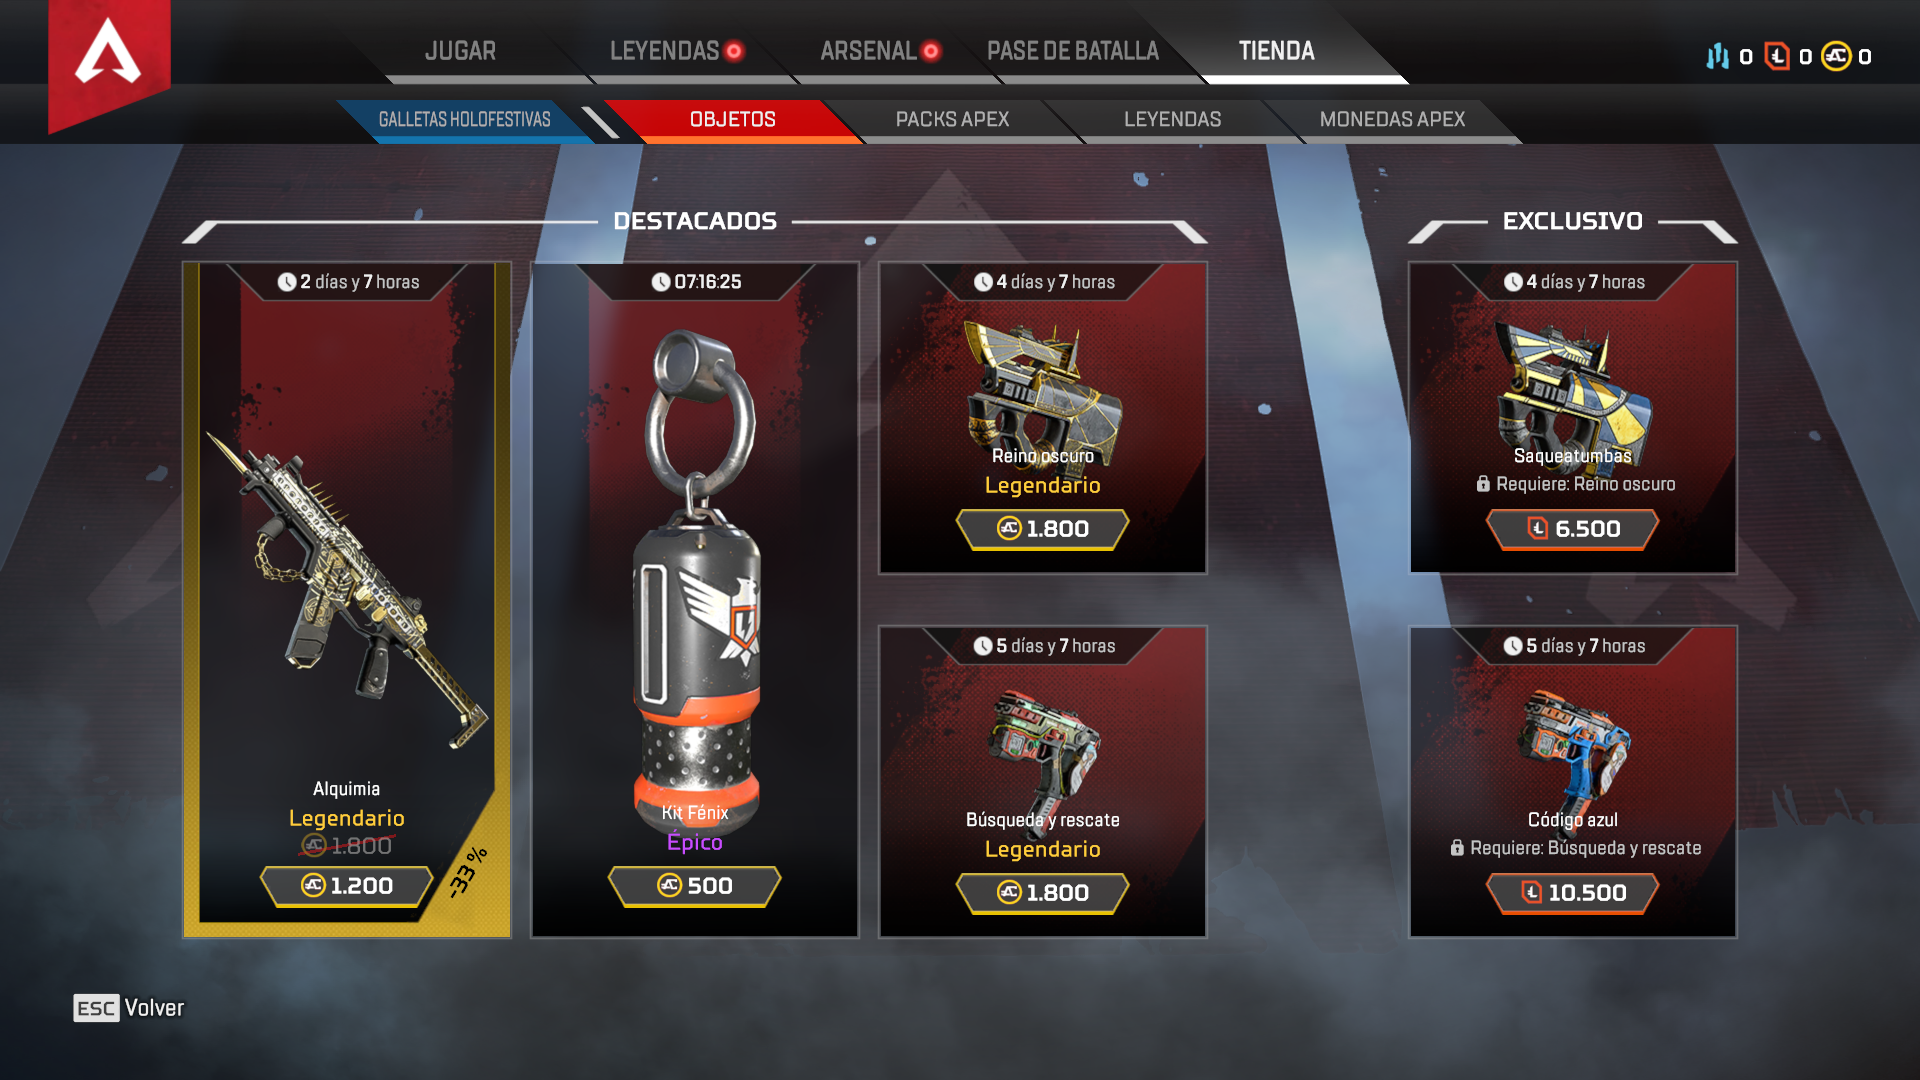 JUGAR
LEYENDAS
ARSENAL
PASE DE BATALLA
TIENDA
0 0 0
GALLETAS HOLOFESTIVAS
OBJETOS
PACKS APEX
LEYENDAS
MONEDAS APEX
DESTACADOS
EXCLUSIVO
2 días y 7 horas
Alquimia
Legendario
1.800
1.200
-33 %
07:16:25
Kit Fénix
Épico
500
4 días y 7 horas
Reino oscuro
Legendario
1.800
5 días y 7 horas
Búsqueda y rescate
Legendario
1.800
4 días y 7 horas
Saqueatumbas
Requiere: Reino oscuro
6.500
5 días y 7 horas
Código azul
Requiere: Búsqueda y rescate
10.500
ESC Volver